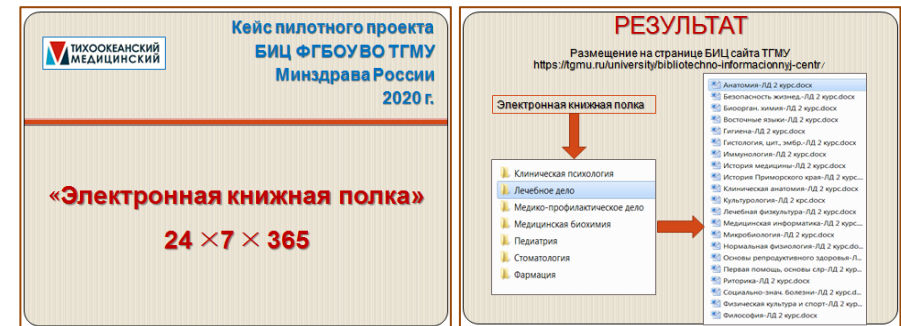 ТИХООКЕАНСКИЙ
МЕДИЦИНСКИЙ
Кейс пилотного проекта
БИЦ ФГБОУ ВО ТГМУ
Минздрава России
2020 г.
«Электронная книжная полка»
24 × 7 × 365
РЕЗУЛЬТАТ
Размещение на странице БИЦ сайта ТГМУ
https://tgmu.ru/university/bibliotechno-informacionnyj-centr/
Электронная книжная полка
Клиническая психология
Лечебное дело
Медико-профилактическое дело
Медицинская биохимия
Педиатрия
Стоматология
Фармация
Анатомия-ЛД 2 курс.docx
Безопасность жизнед.-ЛД 2 курс.docx
Биоорган. химия-ЛД 2 курс.docx
Восточные языки-ЛД 2 курс.docx
Гигиена-ЛД 2 курс.docx
Гистология, цит., эмбр.-ЛД 2 курс.docx
Иммунология-ЛД 2 курс.docx
История медицины-ЛД 2 курс.docx
История Приморского края-ЛД 2 курс...
Клиническая анатомия-ЛД 2 курс.docx
Культурология-ЛД 2 крс.docx
Лечебная физкультура-ЛД 2 курс.docx
Медицинская информатика-ЛД 2 курс...
Микробиология-ЛД 2 курс.docx
Нормальная физиология-ЛД 2 курс.do...
Основы репродуктивного здоровья-Л...
Первая помощь, основы слр-ЛД 2 кур...
Риторика-ЛД 2 курс.docx
Социально-знач. болезни-ЛД 2 курс.docx
Физическая культура и спорт-ЛД 2 кур...
Философия-ЛД 2 курс.docx